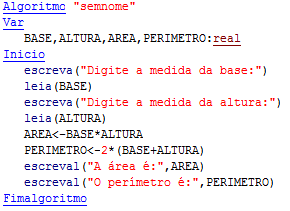 Algoritmo "semnome"
Var
BASE,ALTURA,AREA,PERIMETRO:real
Inicio
escreva("Digite a medida da base:")
leia(BASE)
escreva("Digite a medida da altura:")
leia(ALTURA)
AREA<-BASE*ALTURA
PERIMETRO<-2*(BASE+ALTURA)
escreval("A área é:",AREA)
escreval("O perímetro é:",PERIMETRO)
Fimalgoritmo